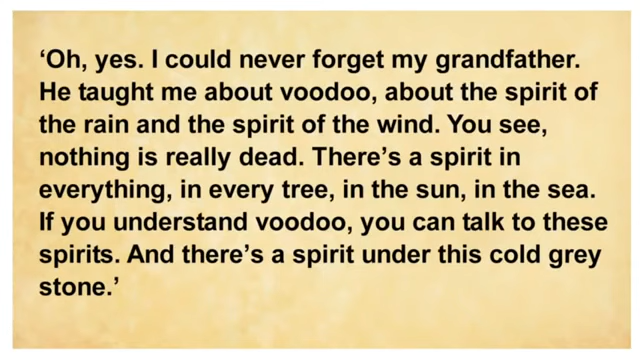 ‘Oh, yes. I could never forget my grandfather.
He taught me about voodoo, about the spirit of
the rain and the spirit of the wind. You see,
nothing is really dead. There’s a spirit in
everything, in every tree, in the sun, in the sea.
If you understand voodoo, you can talk to these
spirits. And there’s a spirit under this cold grey
stone.’